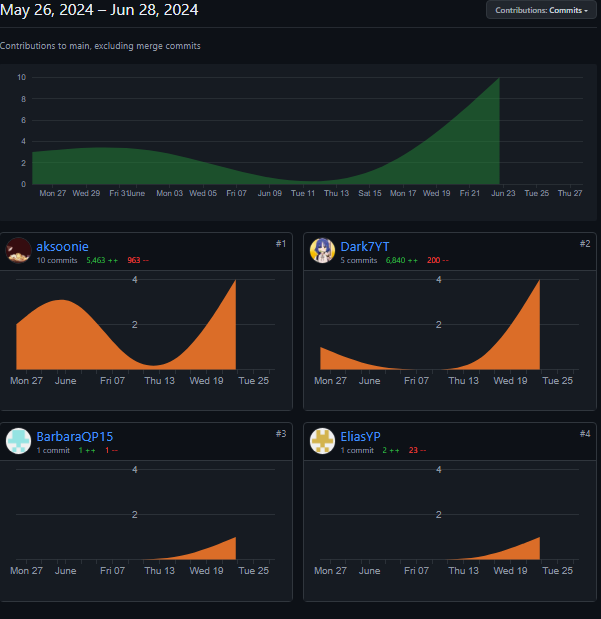 May 26, 2024 – Jun 28, 2024
Contributions: Commits
Contributions to main, excluding merge commits
10
8
6
4
2
0
Mon 27 Wed 29 Fri 31 June Mon 03 Wed 05 Fri 07 Jun 09 Tue 11 Thu 13 Sat 15 Mon 17 Wed 19 Fri 21 Jun 23 Tue 25 Thu 27
aksoonie #1
10 commits 5,463 ++ 963 --
4
2
Mon 27 June Fri 07 Thu 13 Wed 19 Tue 25
Dark7YT #2
5 commits 6,840 ++ 200 --
4
2
Mon 27 June Fri 07 Thu 13 Wed 19 Tue 25
BarbaraQP15 #3
1 commit 1 ++ 1 --
4
2
Mon 27 June Fri 07 Thu 13 Wed 19 Tue 25
EliasYP #4
1 commit 2 ++ 23 --
4
2
Mon 27 June Fri 07 Thu 13 Wed 19 Tue 25